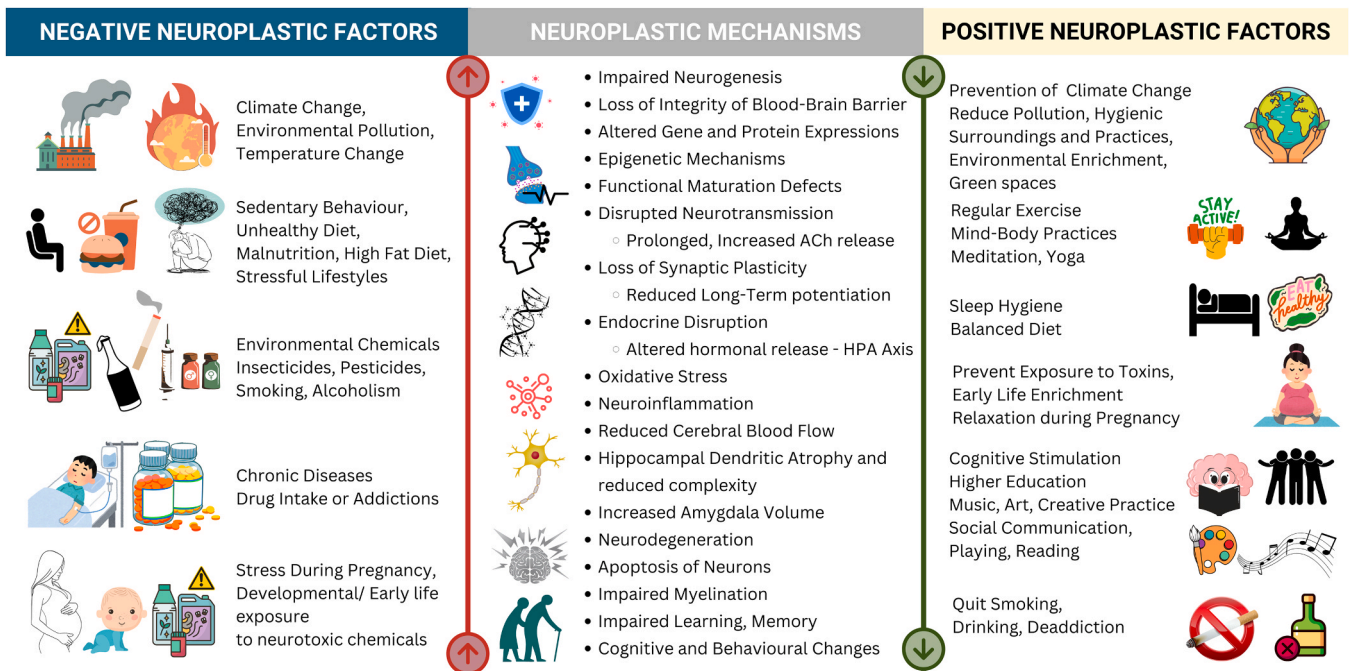 NEGATIVE NEUROPLASTIC FACTORS
Climate Change,
Environmental Pollution,
Temperature Change
Sedentary Behaviour,
Unhealthy Diet,
Malnutrition, High Fat Diet,
Stressful Lifestyles
Environmental Chemicals
Insecticides, Pesticides,
Smoking, Alcoholism
Chronic Diseases
Drug Intake or Addictions
Stress During Pregnancy,
Developmental/ Early life
exposure
to neurotoxic chemicals
NEUROPLASTIC MECHANISMS
• Impaired Neurogenesis
• Loss of Integrity of Blood-Brain Barrier
• Altered Gene and Protein Expressions
• Epigenetic Mechanisms
• Functional Maturation Defects
• Disrupted Neurotransmission
◦ Prolonged, Increased ACh release
• Loss of Synaptic Plasticity
◦ Reduced Long-Term potentiation
• Endocrine Disruption
◦ Altered hormonal release - HPA Axis
• Oxidative Stress
• Neuroinflammation
• Reduced Cerebral Blood Flow
• Hippocampal Dendritic Atrophy and
reduced complexity
• Increased Amygdala Volume
• Neurodegeneration
• Apoptosis of Neurons
• Impaired Myelination
• Impaired Learning, Memory
• Cognitive and Behavioural Changes
POSITIVE NEUROPLASTIC FACTORS
Prevention of Climate Change
Reduce Pollution, Hygienic
Surroundings and Practices,
Environmental Enrichment,
Green spaces
Regular Exercise
Mind-Body Practices
Meditation, Yoga
STAY
ACTIVE!
Sleep Hygiene
Balanced Diet
EAT
healthy
Prevent Exposure to Toxins,
Early Life Enrichment
Relaxation during Pregnancy
Cognitive Stimulation
Higher Education
Music, Art, Creative Practice
Social Communication,
Playing, Reading
Quit Smoking,
Drinking, Deaddiction